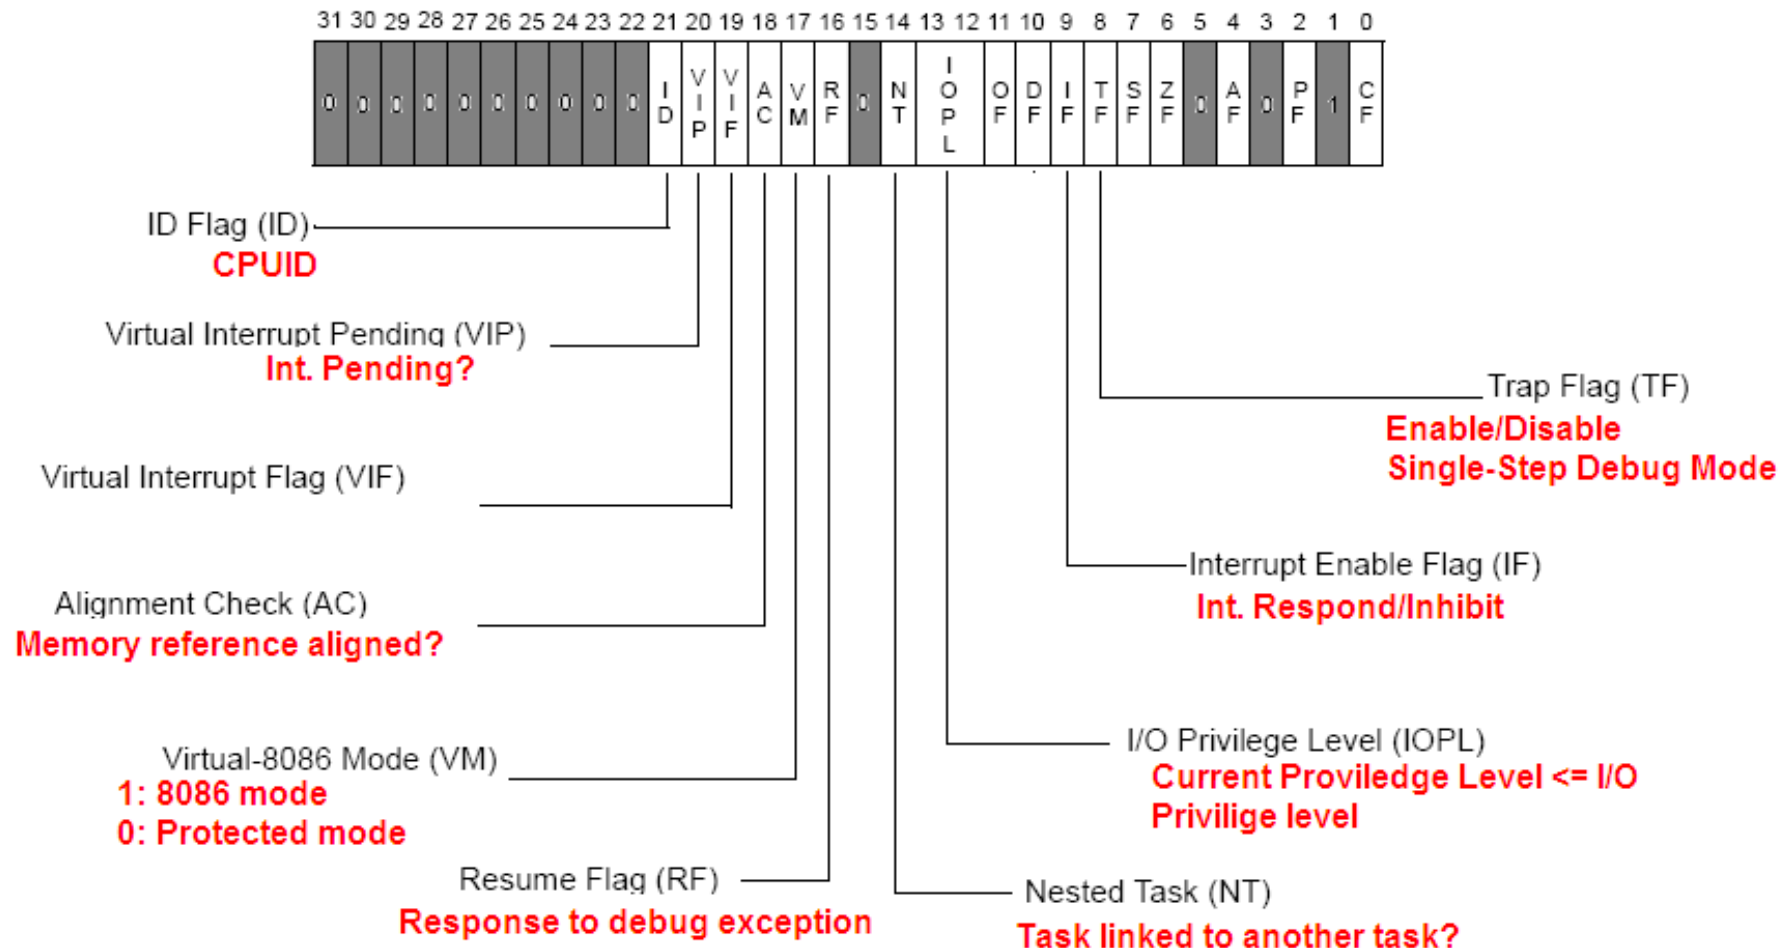 31 30 29 28 27 26 25 24 23 22 21 20 19 18 17 16 15 14 13 12 11 10 9 8 7 6 5 4 3 2 1 0
0 0 0 0 0 0 0 0 0 0 ID VIP VIF AC VM RF 0 NT IOPL OF DF IF TF SF ZF 0 AF 0 PF 1 CF
ID Flag (ID)
CPUID
Virtual Interrupt Pending (VIP)
Int. Pending?
Trap Flag (TF)
Enable/Disable
Single-Step Debug Mode
Virtual Interrupt Flag (VIF)
Interrupt Enable Flag (IF)
Int. Respond/Inhibit
Alignment Check (AC)
Memory reference aligned?
I/O Privilege Level (IOPL)
Current Proviledge Level <= I/O
Privilige level
Virtual-8086 Mode (VM)
1: 8086 mode
0: Protected mode
Resume Flag (RF)
Response to debug exception
Nested Task (NT)
Task linked to another task?